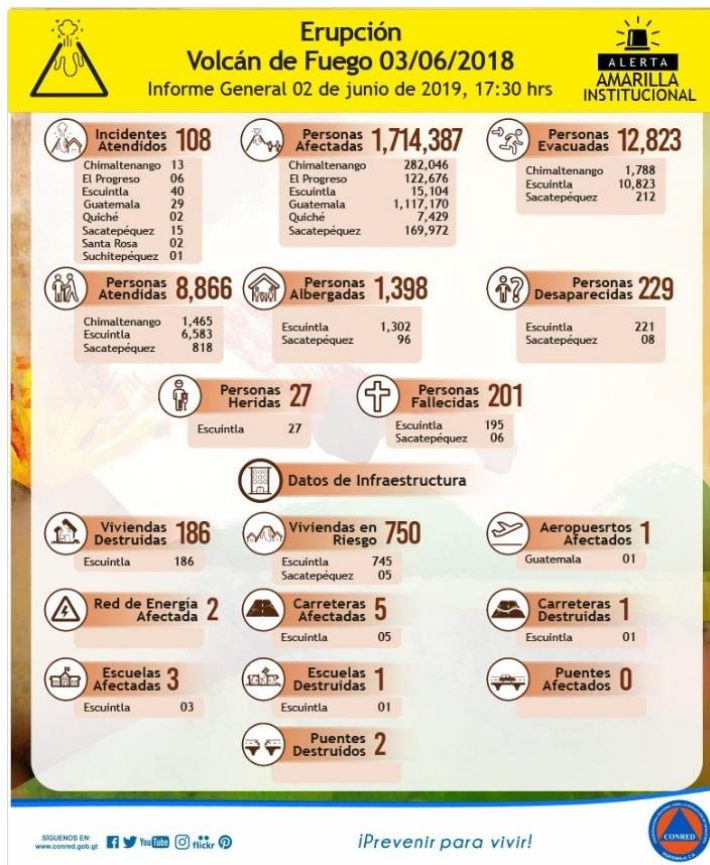 Erupción
Volcán de Fuego 03/06/2018
Informe General 02 de junio de 2019, 17:30 hrs
ALERTA
AMARILLA
INSTITUCIONAL
Incidentes
Atendidos 108
Chimaltenango 13
El Progreso 06
Escuintla 40
Guatemala 29
Quiché 02
Sacatepéquez 15
Santa Rosa 02
Suchitepéquez 01
Personas
Afectadas 1,714,387
Chimaltenango 282,046
El Progreso 122,676
Escuintla 15,104
Guatemala 1,117,170
Quiché 7,429
Sacatepéquez 169,972
Personas
Evacuadas 12,823
Chimaltenango 1,788
Escuintla 10,823
Sacatepéquez 212
Personas
Atendidas 8,866
Chimaltenango 1,465
Escuintla 6,583
Sacatepéquez 818
Personas
Albergadas 1,398
Escuintla 1,302
Sacatepéquez 96
Personas
Desaparecidas 229
Escuintla 221
Sacatepéquez 08
Personas
Heridas 27
Escuintla 27
Personas
Fallecidas 201
Escuintla 195
Sacatepéquez 06
Datos de Infraestructura
Viviendas
Destruidas 186
Escuintla 186
Viviendas en
Riesgo 750
Escuintla 745
Sacatepéquez 05
Aeropuesrtos
Afectados 1
Guatemala 01
Red de Energía
Afectada 2
Carreteras
Afectadas 5
Escuintla 05
Carreteras
Destruidas 1
Escuintla 01
Escuelas
Afectadas 3
Escuintla 03
Escuelas
Destruidas 1
Escuintla 01
Puentes
Afectados 0
Puentes
Destruidos 2
SÍGUENOS EN:
www.conred.gob.gt
YouTube
flickr
¡Prevenir para vivir!
CONRED